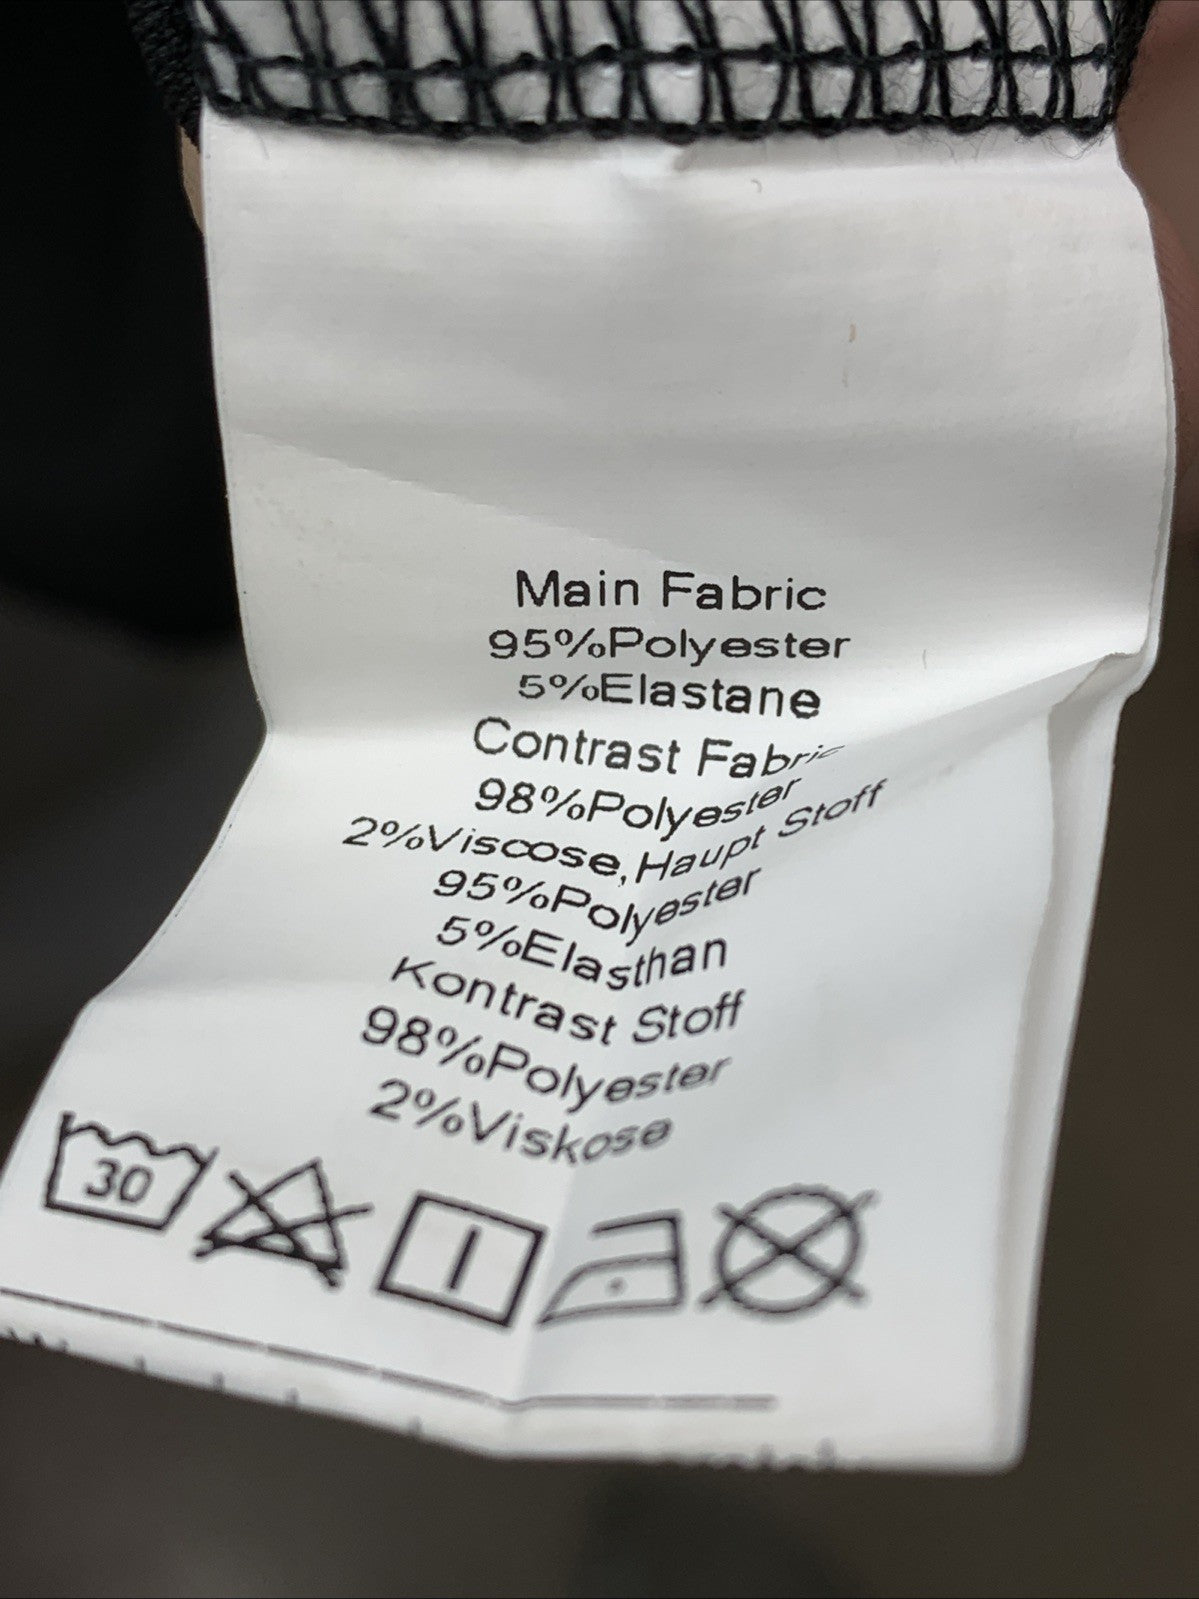 Main Fabric
95%Polyester
5%Elastane
Contrast Fabric
98%Polyester
2%Viscose,Haupt Stoff
95%Polyester
5%Elasthan
Kontrast Stoff
98%Polyester
2%Viskose
30